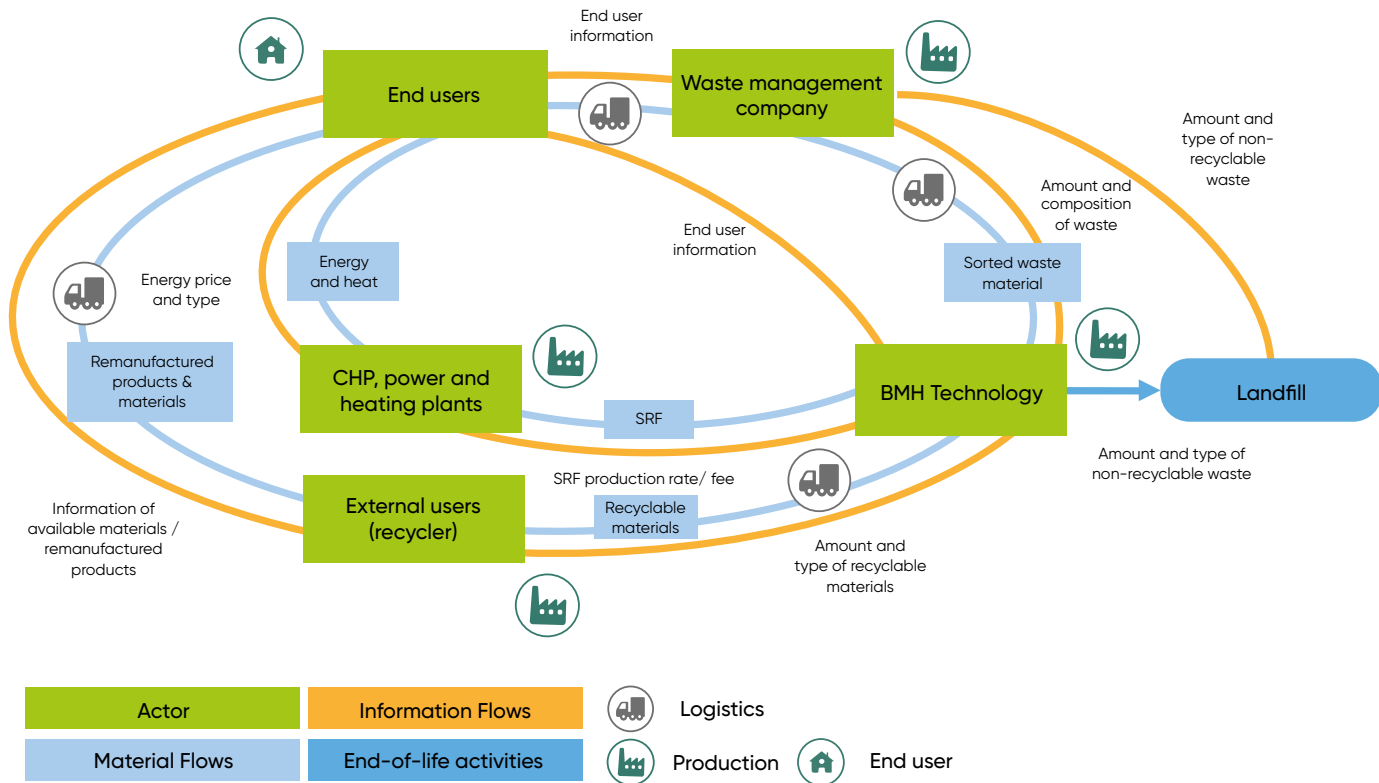 End user
information
End users
Waste management
company
Amount and
type of non-
recyclable
waste
Amount and
composition
of waste
End user
information
Energy
and heat
Sorted waste
material
Energy price
and type
Remanufactured
products &
materials
CHP, power and
heating plants
BMH Technology
Landfill
SRF
Amount and type of
non-recyclable waste
SRF production rate/ fee
Information of
available materials /
remanufactured
products
External users
(recycler)
Recyclable
materials
Amount and
type of recyclable
materials
Actor
Information Flows
Logistics
Material Flows
End-of-life activities
Production
End user